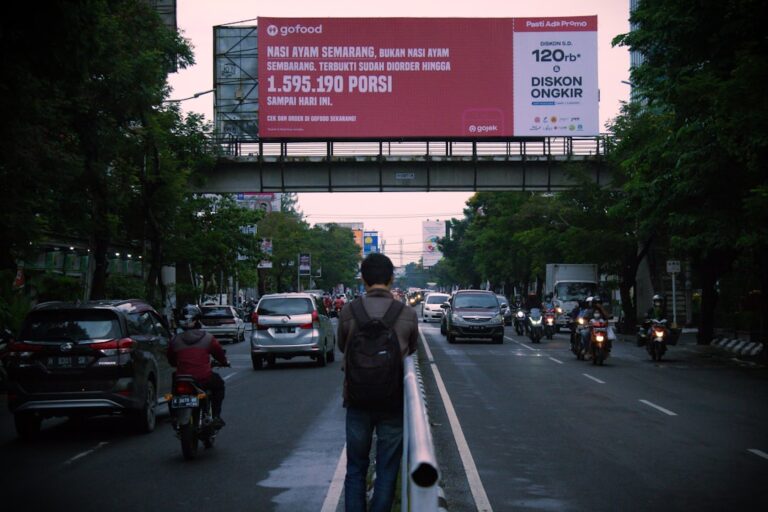 gofood
NASI AYAM SEMARANG, BUKAN NASI AYAM
SEMBARANG. TERBUKTI SUDAH DIORDER HINGGA
1.595.190 PORSI
SAMPAI HARI INI.
CEK DAN ORDER DI GOFOOD SEKARANG!
gojek
Pasti Ada Promo
DISKON S.D.
120rb*
&
DISKON
ONGKIR